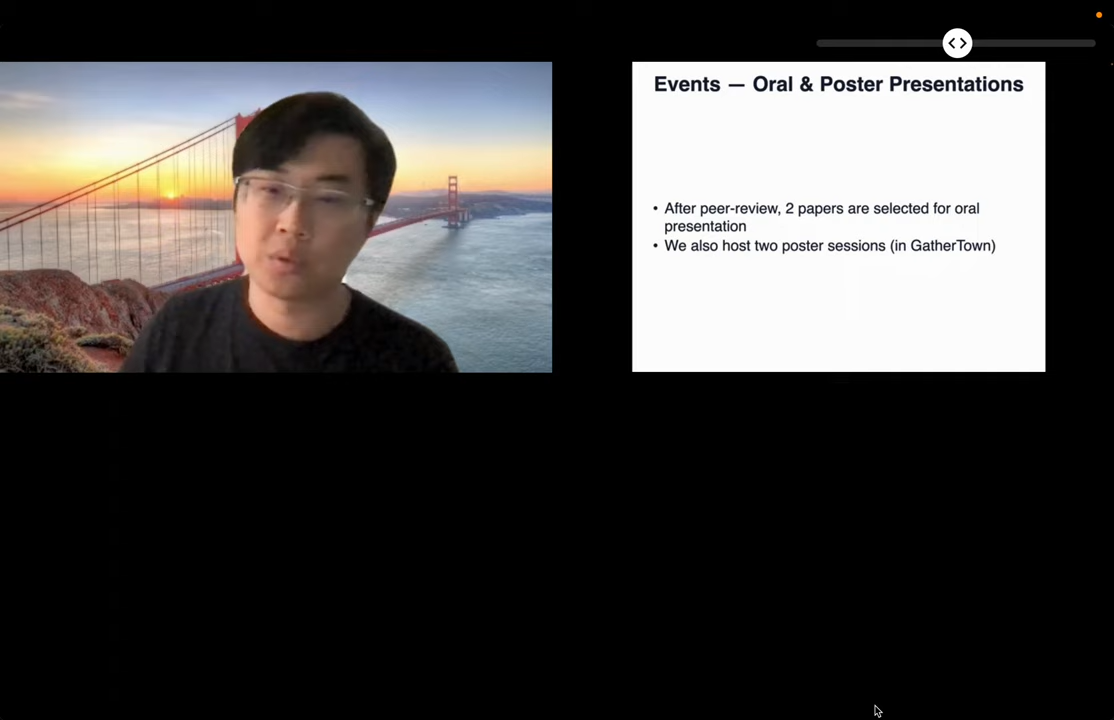 Events — Oral & Poster Presentations
• After peer-review, 2 papers are selected for oral
presentation
• We also host two poster sessions (in GatherTown)